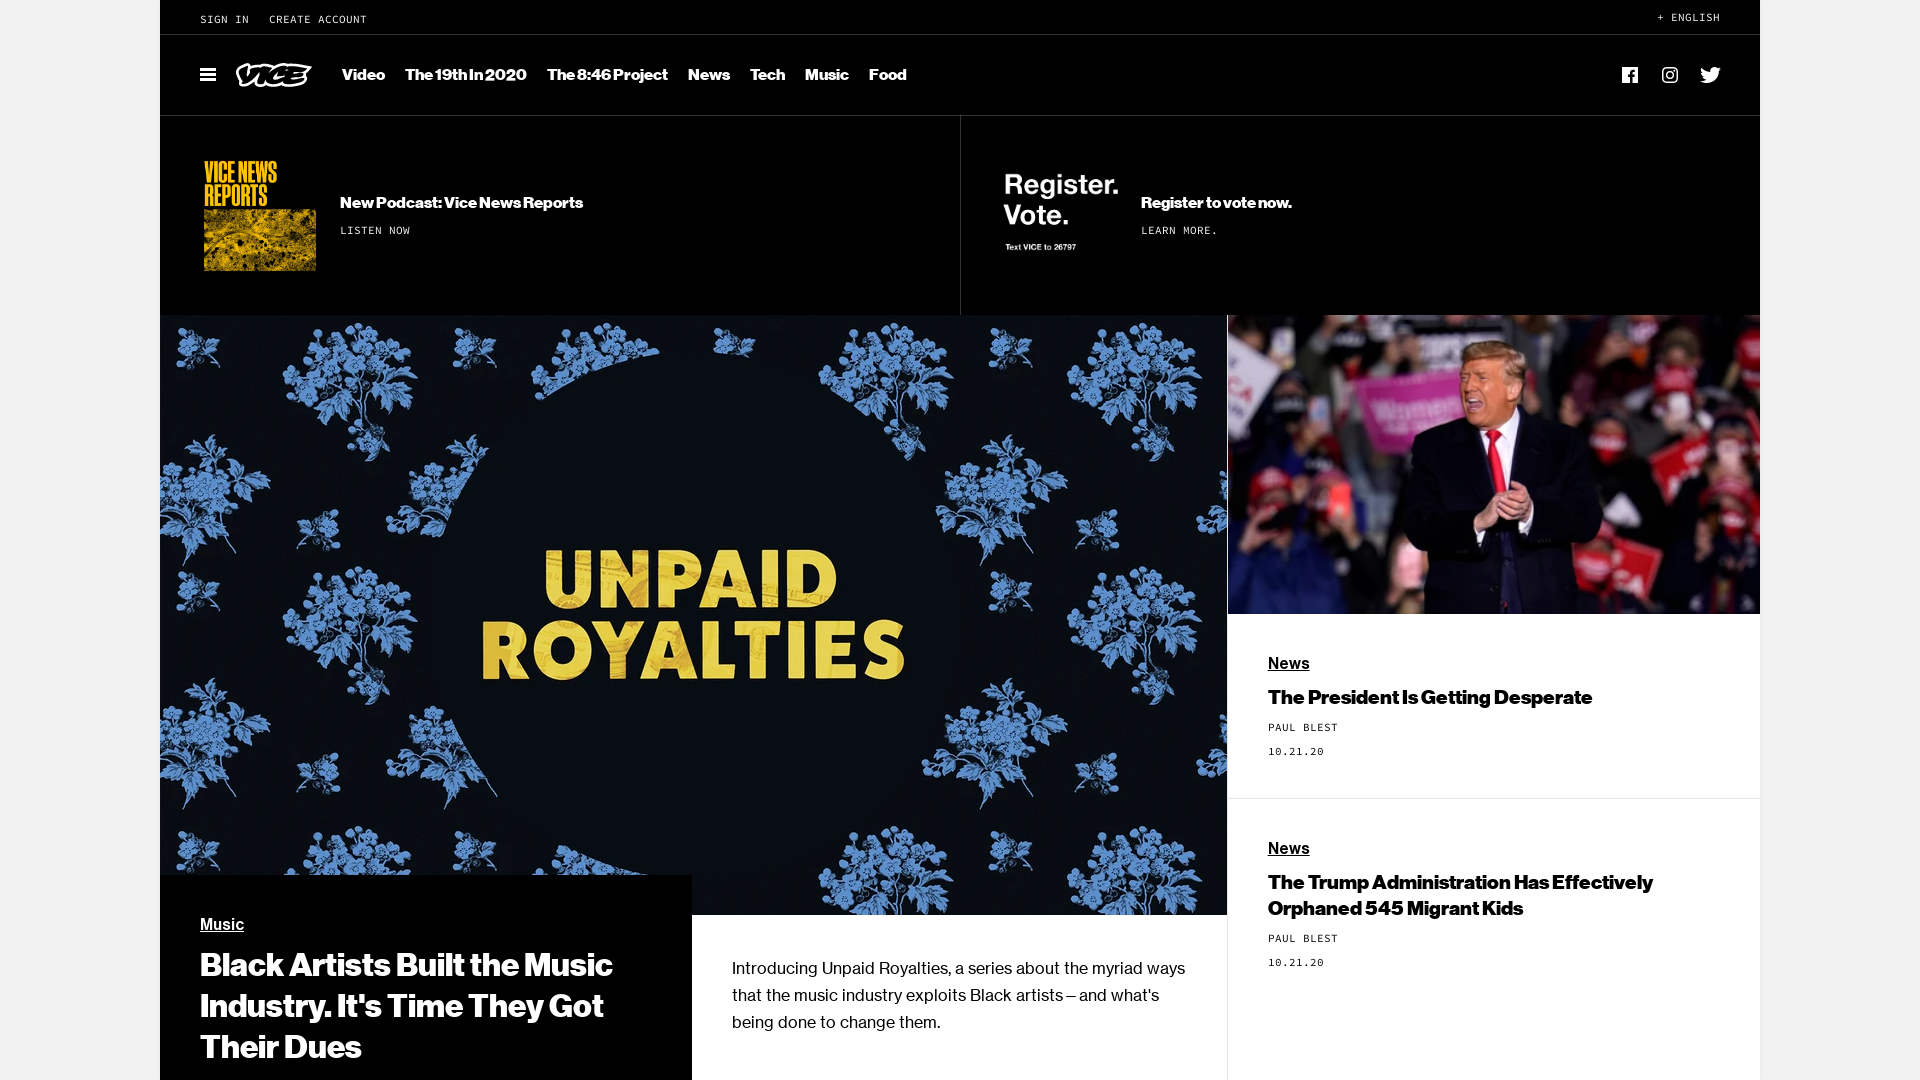 SIGN IN CREATE ACCOUNT
+ ENGLISH
VICE Video The 19th In 2020 The 8:46 Project News Tech Music Food
VICE NEWS
REPORTS
New Podcast: Vice News Reports
LISTEN NOW
Register.
Vote.
Text VICE to 26797
Register to vote now.
LEARN MORE.
UNPAID
ROYALTIES
Music
Black Artists Built the Music
Industry. It's Time They Got
Their Dues
Introducing Unpaid Royalties, a series about the myriad ways
that the music industry exploits Black artists – and what's
being done to change them.
Women
News
The President Is Getting Desperate
PAUL BLEST
10.21.20
News
The Trump Administration Has Effectively
Orphaned 545 Migrant Kids
PAUL BLEST
10.21.20